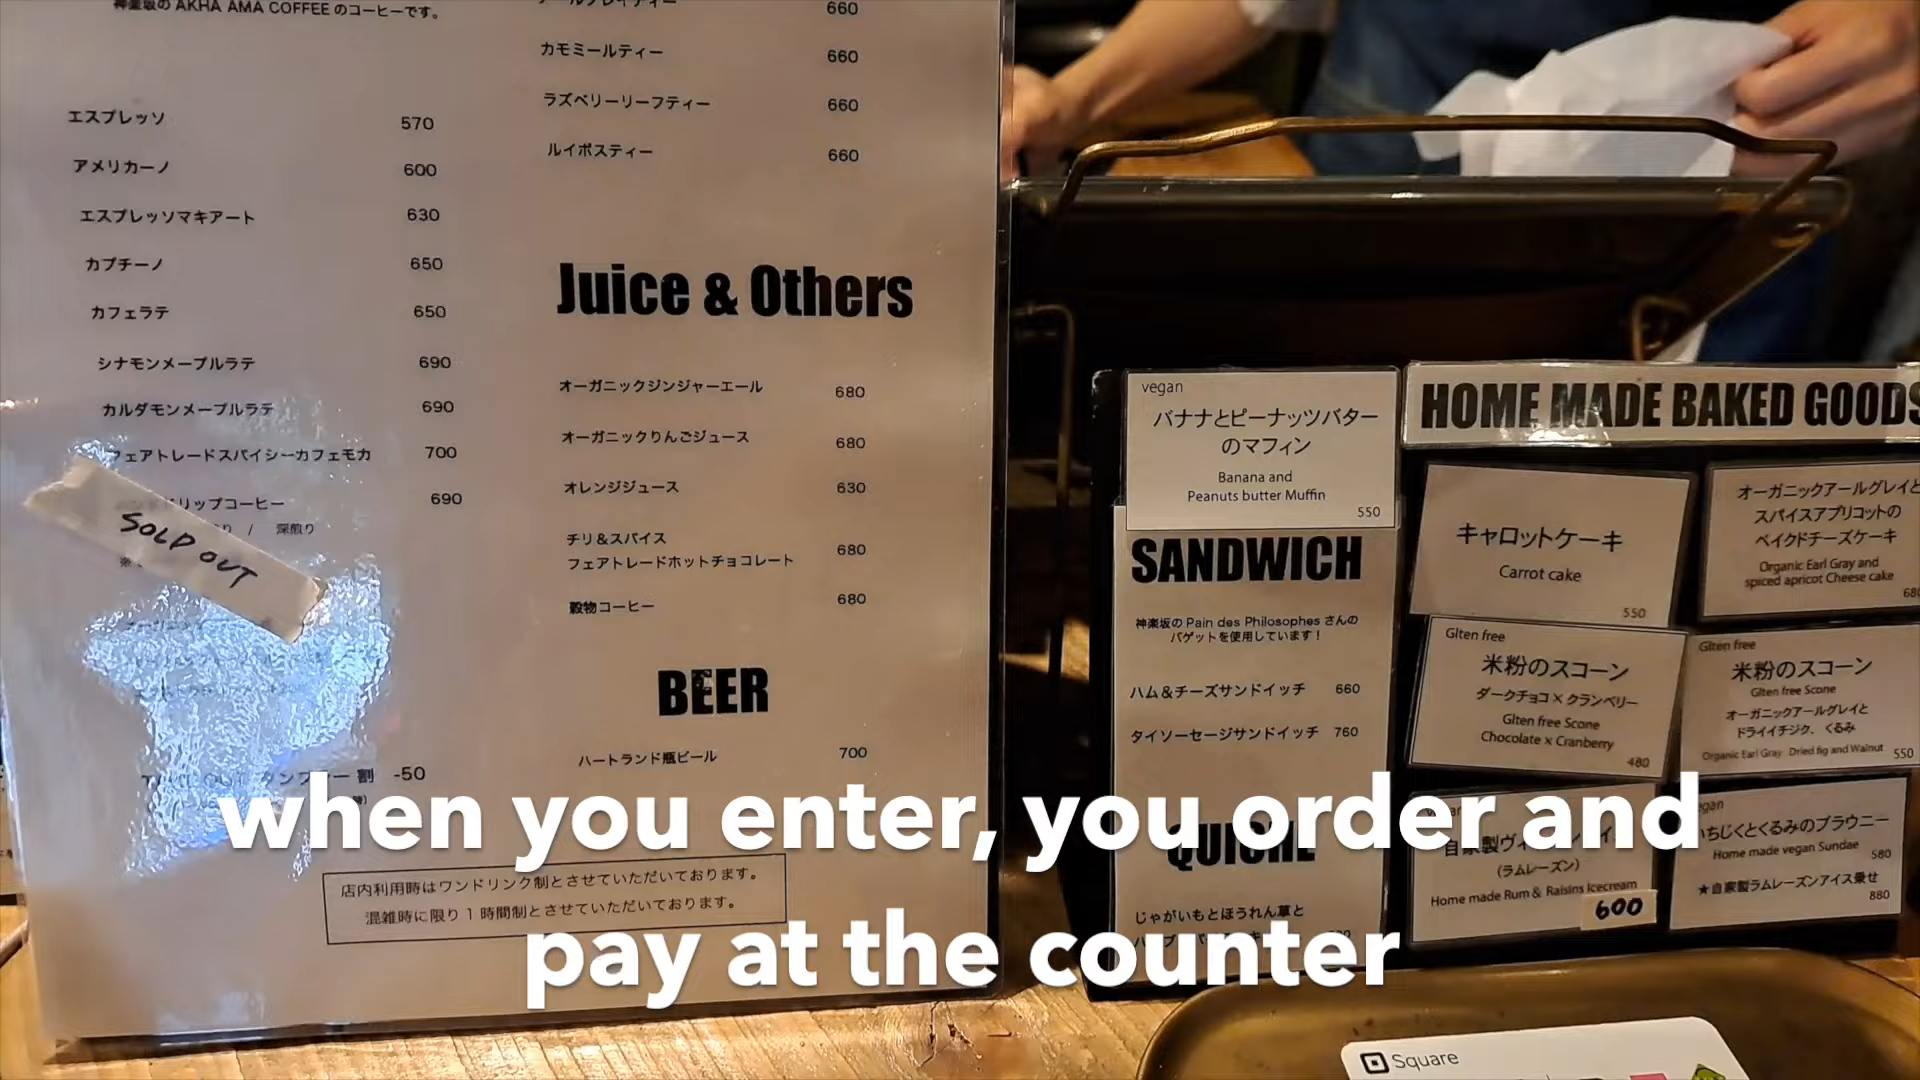 神楽坂の AKHA AMA COFFEE のコーヒーです。
エスプレッソ 570
アメリカーノ 600
エスプレッソマキアート 630
カプチーノ 650
カフェラテ 650
シナモンメープルラテ 690
カルダモンメープルラテ 690
フェアトレードスパイシーカフェモカ 700
リップコーヒー 690
/ 深煎り
SOLD OUT
割 -50
660
カモミールティー 660
ラズベリーリーフティー 660
ルイボスティー 660
Juice & Others
オーガニックジンジャーエール 680
オーガニックりんごジュース 680
オレンジジュース 630
チリ&スパイス
フェアトレードホットチョコレート 680
穀物コーヒー 680
BEER
ハートランド瓶ビール 700
店内利用時はワンドリンク制とさせていただいております。
混雑時に限り1時間制とさせていただいております。
vegan
バナナとピーナッツバター
のマフィン
Banana and
Peanuts butter Muffin
550
SANDWICH
神楽坂の Pain des Philosophes さんの
バゲットを使用しています!
ハム&チーズサンドイッチ 660
タイソーセージサンドイッチ 760
QUICHE
じゃがいもとほうれん草と
HOME MADE BAKED GOODS
キャロットケーキ
Carrot cake
550
オーガニックアールグレイと
スパイスアプリコットの
ベイクドチーズケーキ
Organic Earl Gray and
spiced apricot Cheese cake
680
Glten free
米粉のスコーン
ダークチョコ×クランベリー
Glten free Scone
Chocolate × Cranberry
480
Glten free
米粉のスコーン
Glten free Scone
オーガニックアールグレイと
ドライイチジク、くるみ
Organic Earl Gray, Dried fig and Walnut 550
自家製ヴィ
(ラムレーズン)
Home made Rum & Raisins Icecream
600
いちじくとくるみのブラウニー
Home made vegan Sundae 580
★自家製ラムレーズンアイス乗せ
880
when you enter, you order and
pay at the counter
Square